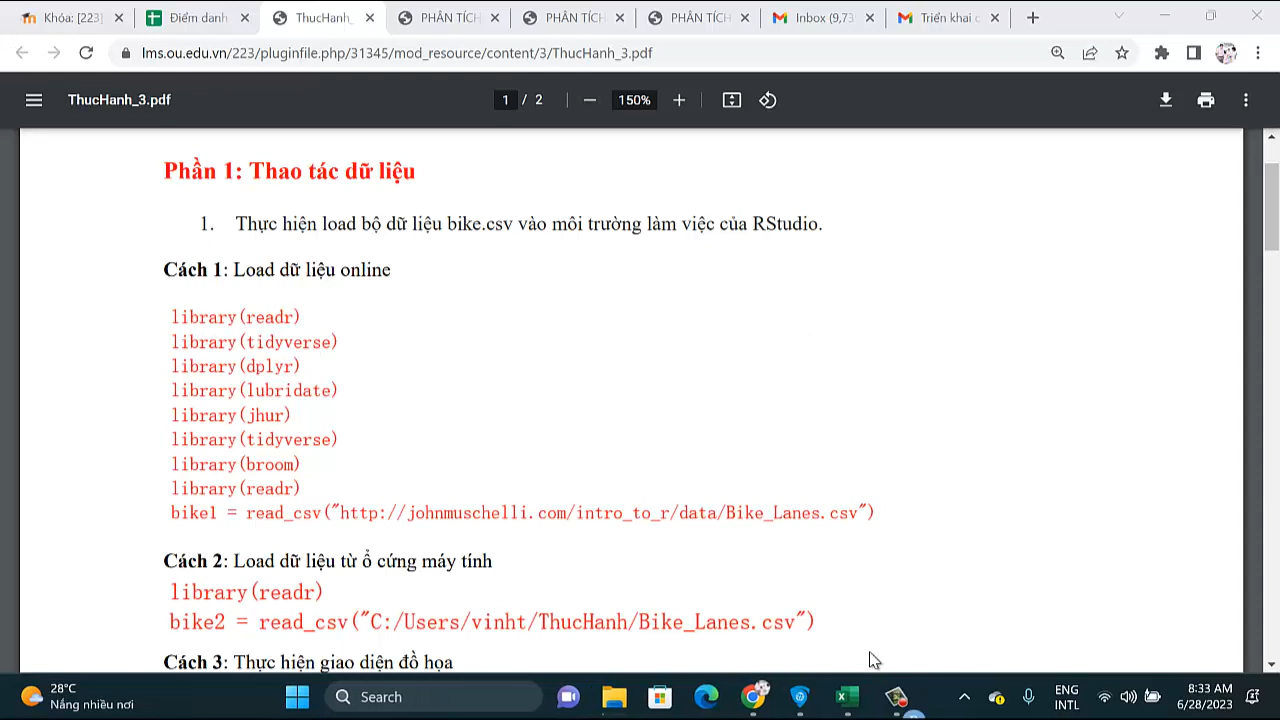 Khóa: [223]
Điểm danh
ThucHanh_
PHÂN TÍCH
PHÂN TÍCH
PHÂN TÍCH
Inbox (9,73
Triển khai c
lms.ou.edu.vn/223/pluginfile.php/31345/mod_resource/content/3/ThucHanh_3.pdf
ThucHanh_3.pdf
1 / 2
150%
Phần 1: Thao tác dữ liệu
1. Thực hiện load bộ dữ liệu bike.csv vào môi trường làm việc của RStudio.
Cách 1: Load dữ liệu online
library(readr)
library(tidyverse)
library(dplyr)
library(lubridate)
library(jhur)
library(tidyverse)
library(broom)
library(readr)
bike1 = read_csv("http://johnmuschelli.com/intro_to_r/data/Bike_Lanes.csv")
Cách 2: Load dữ liệu từ ổ cứng máy tính
library(readr)
bike2 = read_csv("C:/Users/vinht/ThucHanh/Bike_Lanes.csv")
Cách 3: Thực hiện giao diện đồ họa
28°C
Nắng nhiều nơi
Search
ENG
INTL
8:33 AM
6/28/2023